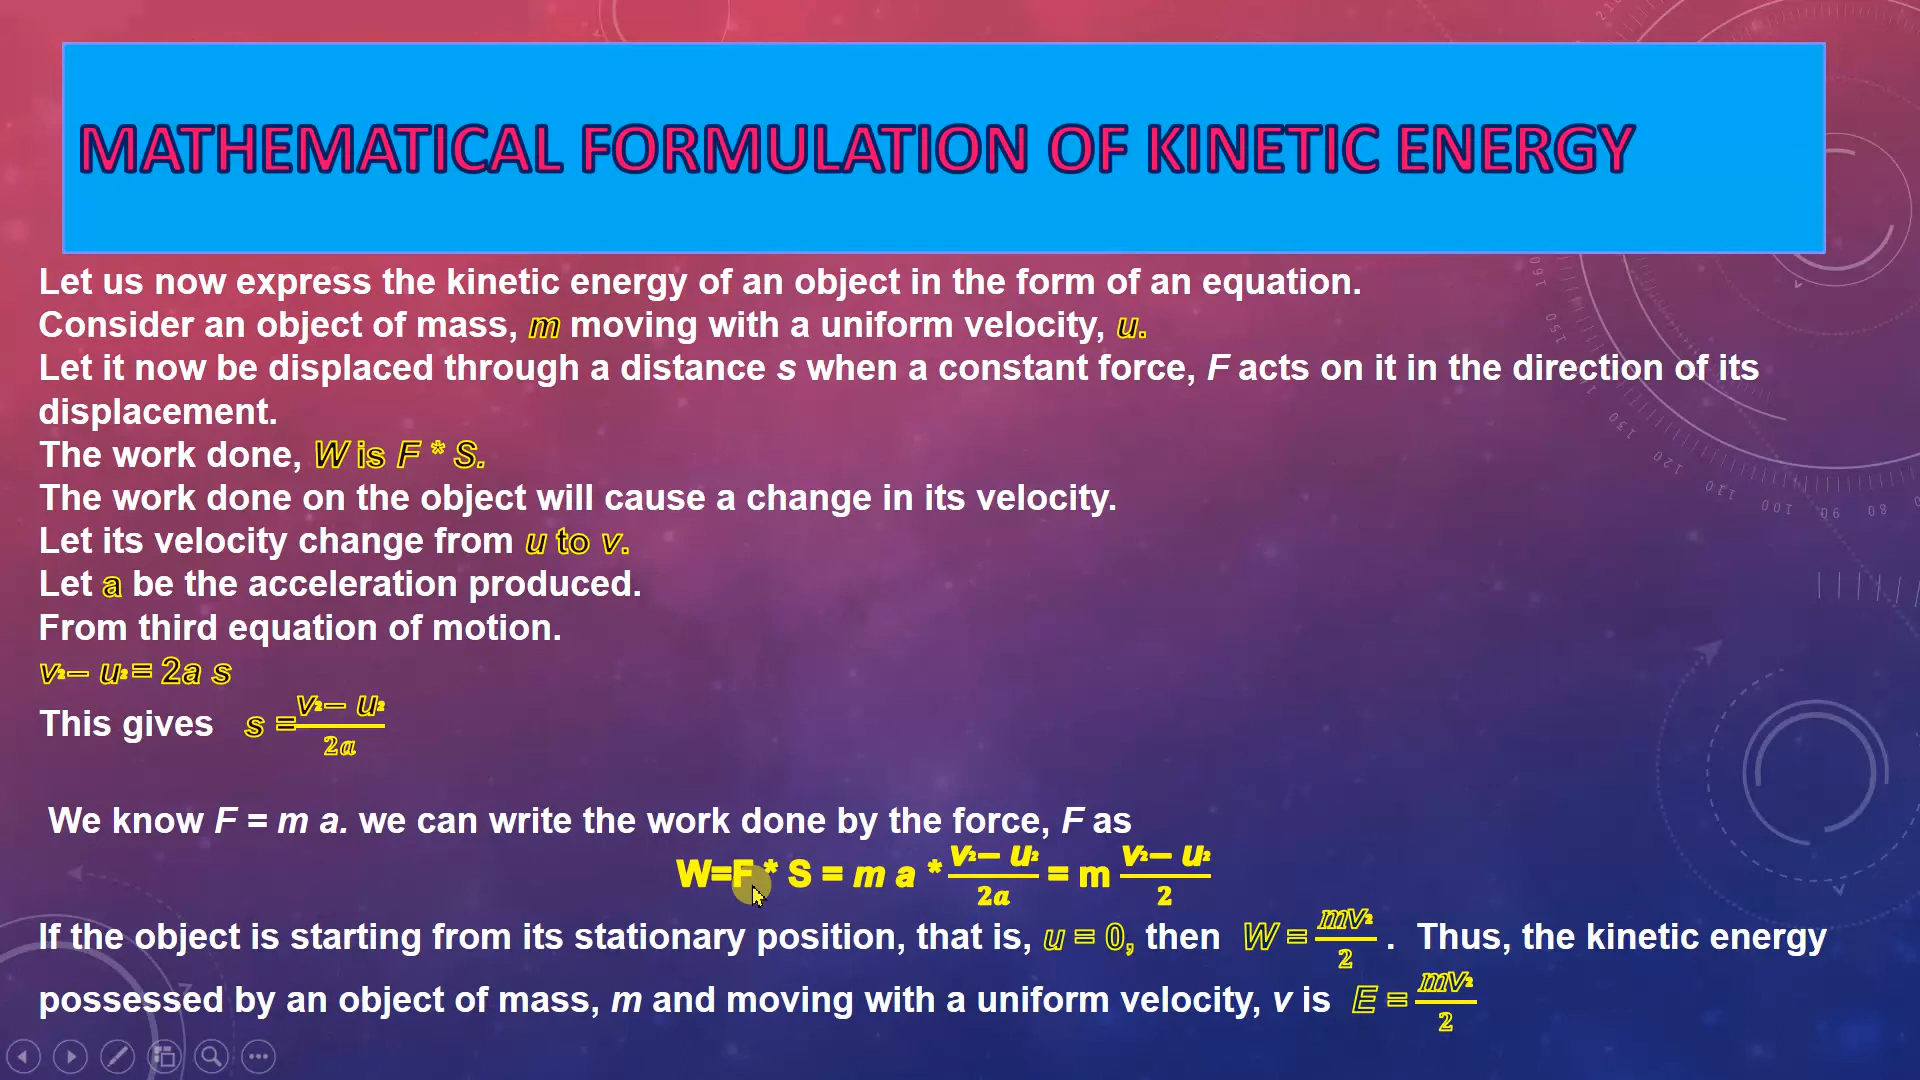 MATHEMATICAL FORMULATION OF KINETIC ENERGY
Let us now express the kinetic energy of an object in the form of an equation.
Consider an object of mass, m moving with a uniform velocity, u.
Let it now be displaced through a distance s when a constant force, F acts on it in the direction of its
displacement.
The work done, W is F * S.
The work done on the object will cause a change in its velocity.
Let its velocity change from u to v.
Let a be the acceleration produced.
From third equation of motion.
v²– u²= 2a s
This gives s =(v²– u²)/2a
We know F = m a. we can write the work done by the force, F as
W=F * S = m a * (v²– u²)/2a = m (v²– u²)/2
If the object is starting from its stationary position, that is, u = 0, then W = mv²/2 . Thus, the kinetic energy
possessed by an object of mass, m and moving with a uniform velocity, v is E = mv²/2